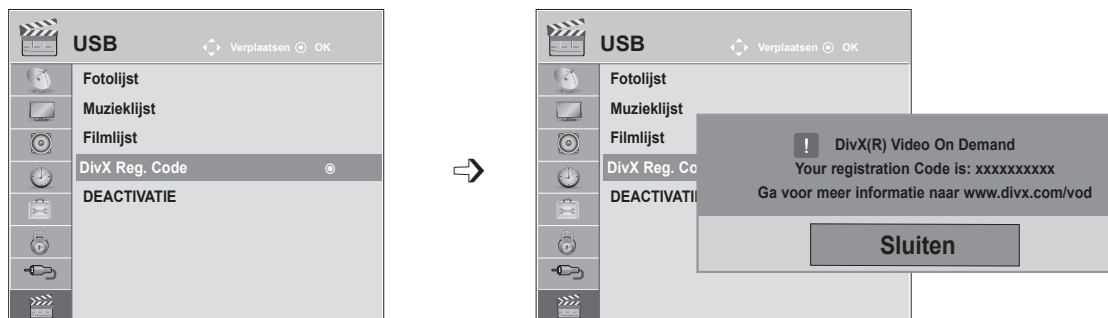 USB
Verplaatsen OK
Fotolijst
Muzieklijst
Filmlijst
DivX Reg. Code
DEACTIVATIE
USB
Verplaatsen OK
Fotolijst
Muzieklijst
Filmlijst
DivX Reg. Co
DEACTIVATI
! DivX(R) Video On Demand
Your registration Code is: xxxxxxxxxx
Ga voor meer informatie naar www.divx.com/vod
Sluiten